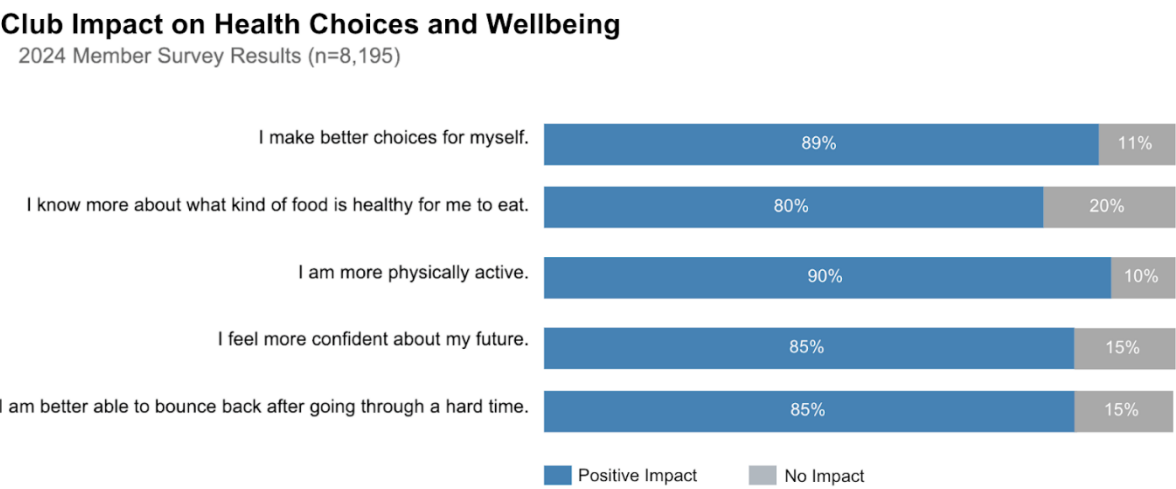 Club Impact on Health Choices and Wellbeing
2024 Member Survey Results (n=8,195)
I make better choices for myself. 89% 11%
I know more about what kind of food is healthy for me to eat. 80% 20%
I am more physically active. 90% 10%
I feel more confident about my future. 85% 15%
I am better able to bounce back after going through a hard time. 85% 15%
Positive Impact No Impact